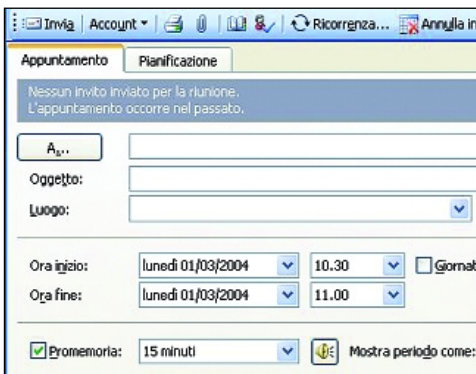 Invia Account Ricorrenza... Annulla in
Appuntamento Pianificazione
Nessun invito inviato per la riunione.
L'appuntamento occorre nel passato.
A...
Oggetto:
Luogo:
Ora inizio: lunedì 01/03/2004 10.30 Giornat
Ora fine: lunedì 01/03/2004 11.00
Promemoria: 15 minuti Mostra periodo come: